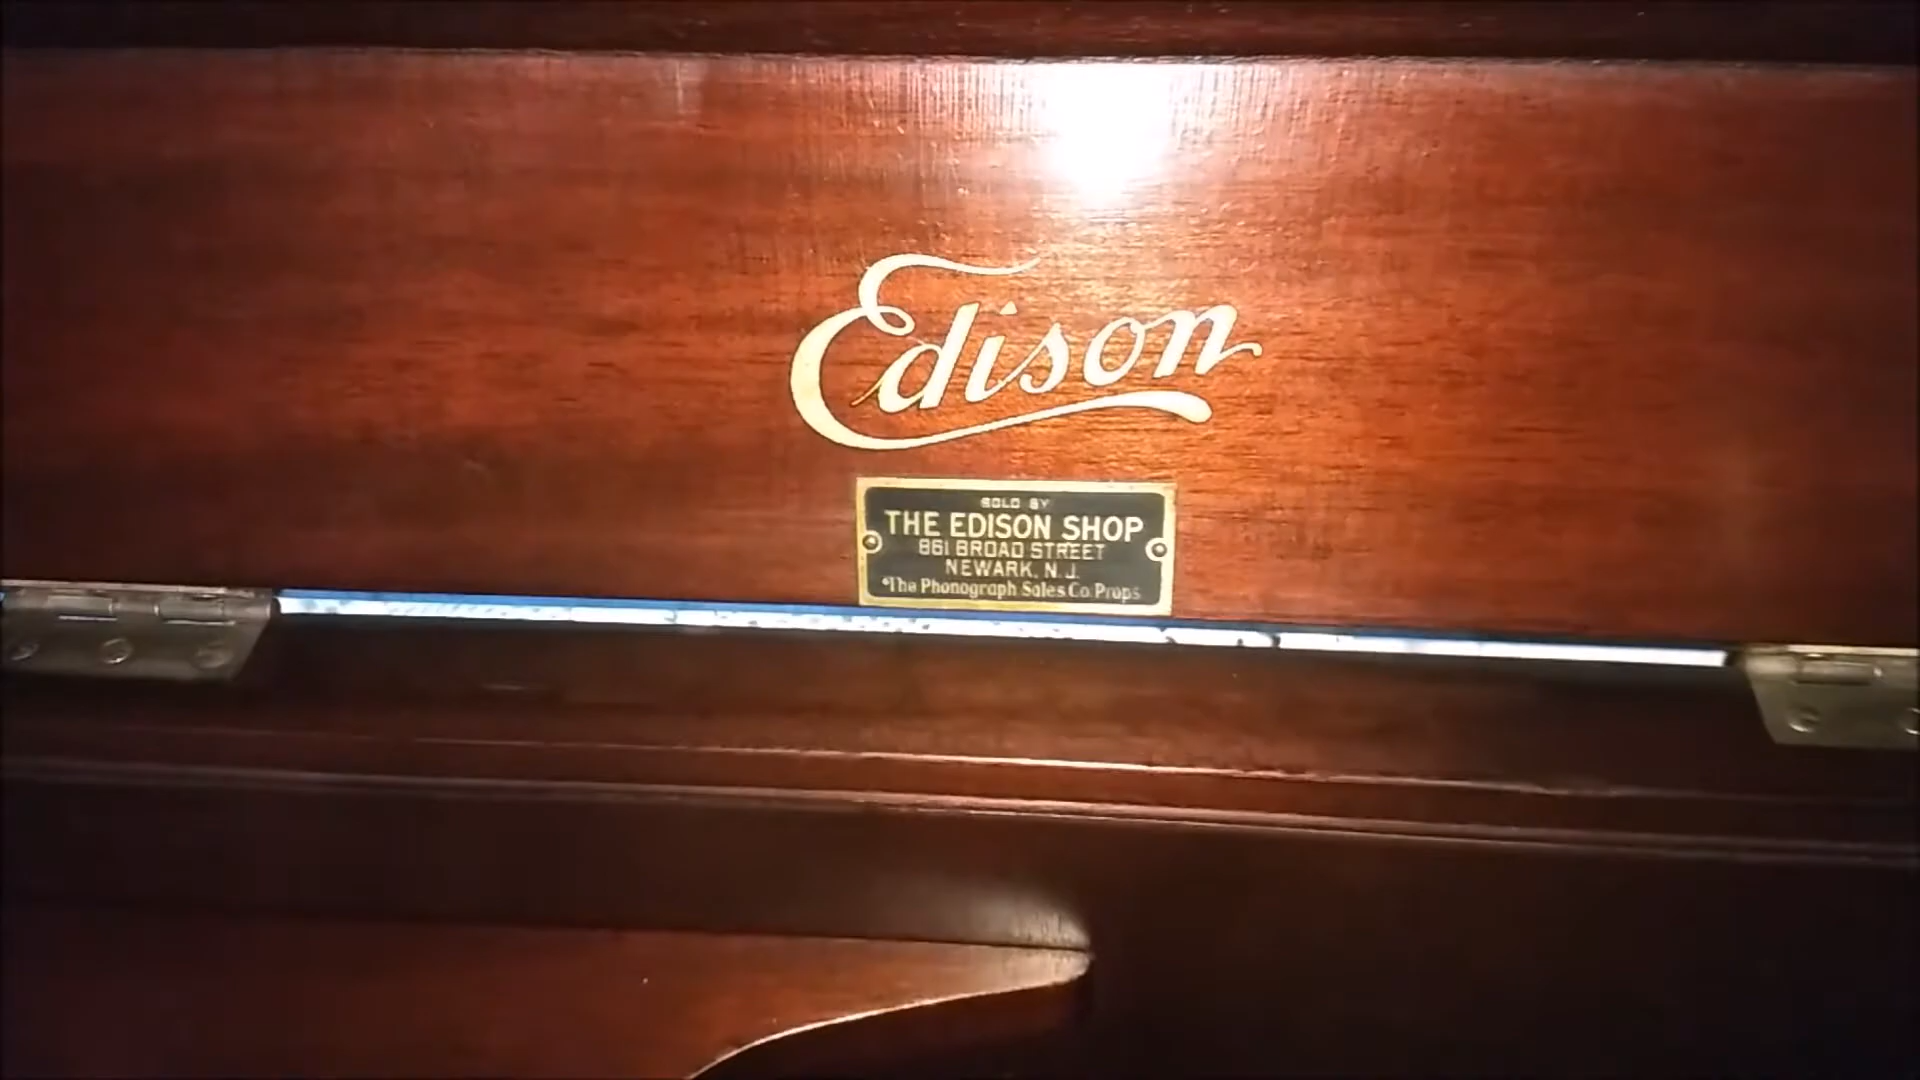 Edison
SOLD BY
THE EDISON SHOP
861 BROAD STREET
NEWARK, N.J.
"The Phonograph Sales Co. Props